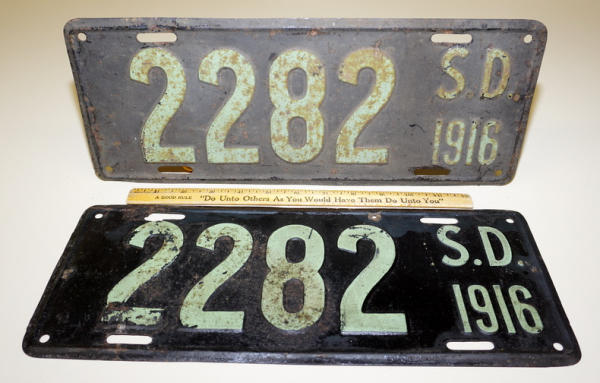 2282 S.D.
1916
A GOOD RULE "Do Unto Others As You Would Have Them Do Unto You"
2282 S.D.
1916